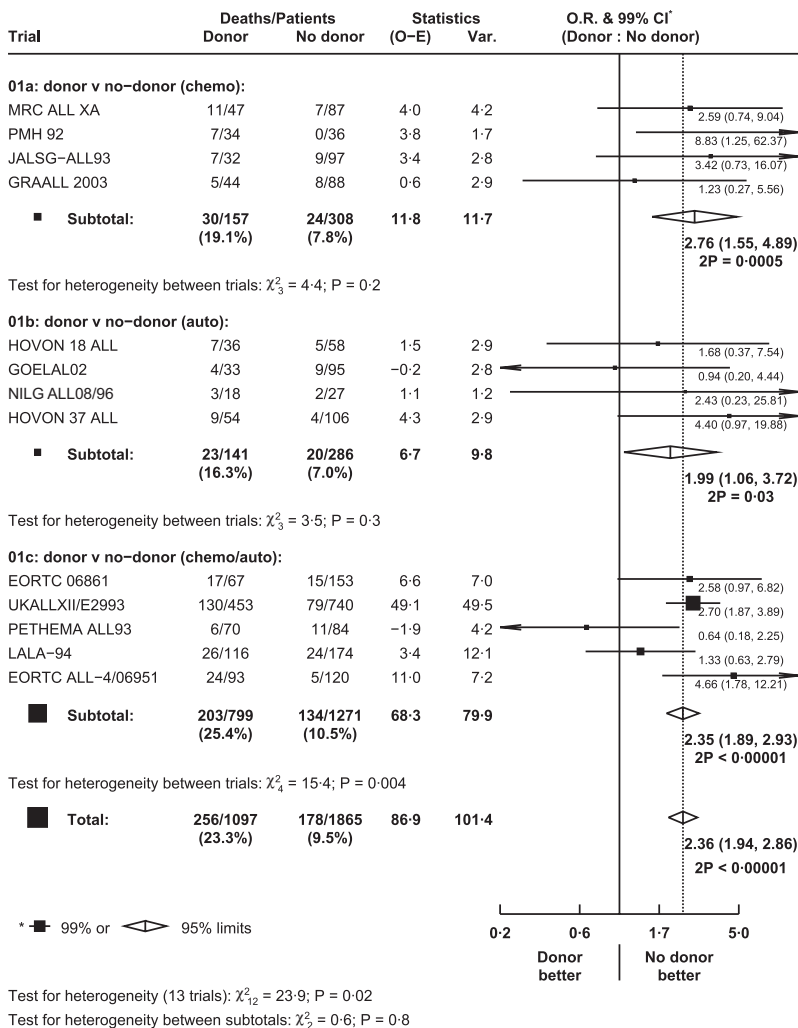 Deaths/Patients Statistics O.R. & 99% CI*
Trial Donor No donor (O−E) Var. (Donor : No donor)
01a: donor v no−donor (chemo):
MRC ALL XA 11/47 7/87 4·0 4·2 2·59 (0·74, 9·04)
PMH 92 7/34 0/36 3·8 1·7 8·83 (1·25, 62·37)
JALSG−ALL93 7/32 9/97 3·4 2·8 3·42 (0·73, 16·07)
GRAALL 2003 5/44 8/88 0·6 2·9 1·23 (0·27, 5·56)
Subtotal: 30/157 24/308 11·8 11·7
(19.1%) (7.8%) 2·76 (1·55, 4·89)
2P = 0·0005
Test for heterogeneity between trials: χ²₃ = 4·4; P = 0·2
01b: donor v no−donor (auto):
HOVON 18 ALL 7/36 5/58 1·5 2·9 1·68 (0·37, 7·54)
GOELAL02 4/33 9/95 −0·2 2·8 0·94 (0·20, 4·44)
NILG ALL08/96 3/18 2/27 1·1 1·2 2·43 (0·23, 25·81)
HOVON 37 ALL 9/54 4/106 4·3 2·9 4·40 (0·97, 19·88)
Subtotal: 23/141 20/286 6·7 9·8
(16.3%) (7.0%) 1·99 (1·06, 3·72)
2P = 0·03
Test for heterogeneity between trials: χ²₃ = 3·5; P = 0·3
01c: donor v no−donor (chemo/auto):
EORTC 06861 17/67 15/153 6·6 7·0 2·58 (0·97, 6·82)
UKALLXII/E2993 130/453 79/740 49·1 49·5 2·70 (1·87, 3·89)
PETHEMA ALL93 6/70 11/84 −1·9 4·2 0·64 (0·18, 2·25)
LALA−94 26/116 24/174 3·4 12·1 1·33 (0·63, 2·79)
EORTC ALL−4/06951 24/93 5/120 11·0 7·2 4·66 (1·78, 12·21)
Subtotal: 203/799 134/1271 68·3 79·9
(25.4%) (10.5%) 2·35 (1·89, 2·93)
2P < 0·00001
Test for heterogeneity between trials: χ²₄ = 15·4; P = 0·004
Total: 256/1097 178/1865 86·9 101·4
(23.3%) (9.5%) 2·36 (1·94, 2·86)
2P < 0·00001
* 99% or 95% limits
0·2 0·6 1·7 5·0
Donor No donor
better better
Test for heterogeneity (13 trials): χ²₁₂ = 23·9; P = 0·02
Test for heterogeneity between subtotals: χ²₂ = 0·6; P = 0·8